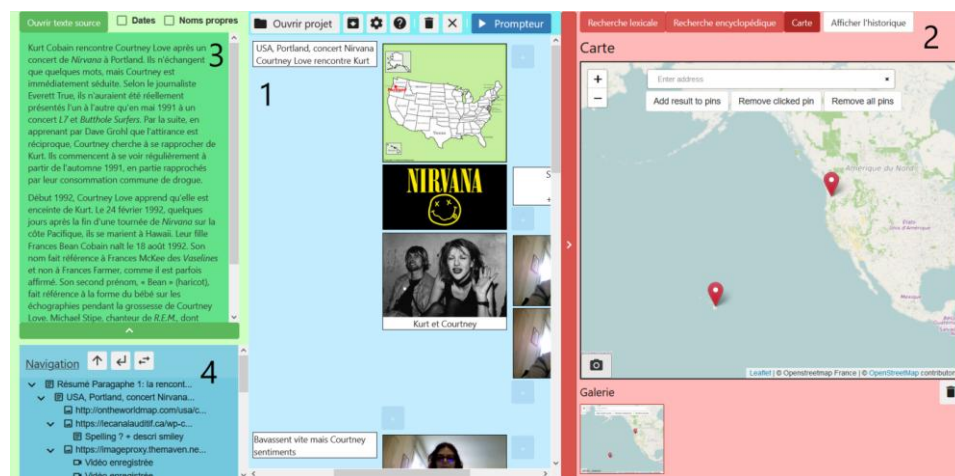 Ouvrir texte source
Dates
Noms propres
3
Kurt Cobain rencontre Courtney Love après un
concert de Nirvana à Portland. Ils n'échangent
que quelques mots, mais Courtney est
immédiatement séduite. Selon le journaliste
Everett True, ils n'auraient été réellement
présentés l'un à l'autre qu'en mai 1991 à un
concert L7 et Butthole Surfers. Par la suite, en
apprenant par Dave Grohl que l'attirance est
réciproque, Courtney cherche à se rapprocher de
Kurt. Ils commencent à se voir régulièrement à
partir de l'automne 1991, en partie rapprochés
par leur consommation commune de drogue.
Début 1992, Courtney Love apprend qu'elle est
enceinte de Kurt. Le 24 février 1992, quelques
jours après la fin d'une tournée de Nirvana sur la
côte Pacifique, ils se marient à Hawaii. Leur fille
Frances Bean Cobain naît le 18 août 1992. Son
nom fait référence à Frances McKee des Vaselines
et non à Frances Farmer, comme il est parfois
affirmé. Son second prénom, « Bean » (haricot),
fait référence à la forme du bébé sur les
échographies pendant la grossesse de Courtney
Love. Michael Stipe, chanteur de R.E.M., dont
Navigation
4
Résumé Paragaphe 1: la rencont...
USA, Portland, concert Nirvana...
http://ontheworldmap.com/usa/c...
https://lecanalauditif.ca/wp-c...
Spelling ? + descri smiley
https://imageproxy.themaven.ne...
Vidéo enregistrée
Vidéo enregistrée
Ouvrir projet
Prompteur
USA, Portland, concert Nirvana
Courtney Love rencontre Kurt
1
Texas
NIRVANA
S
+
Kurt et Courtney
Bavassent vite mais Courtney
sentiments
Recherche lexicale
Recherche encyclopédique
Carte
Afficher l'historique
2
Carte
+
−
Enter address
×
Add result to pins
Remove clicked pin
Remove all pins
Amérique du Nord
États
Unis d'Amérique
Mexique
Leaflet | © Openstreetmap France | © OpenStreetMap contributor
Galerie